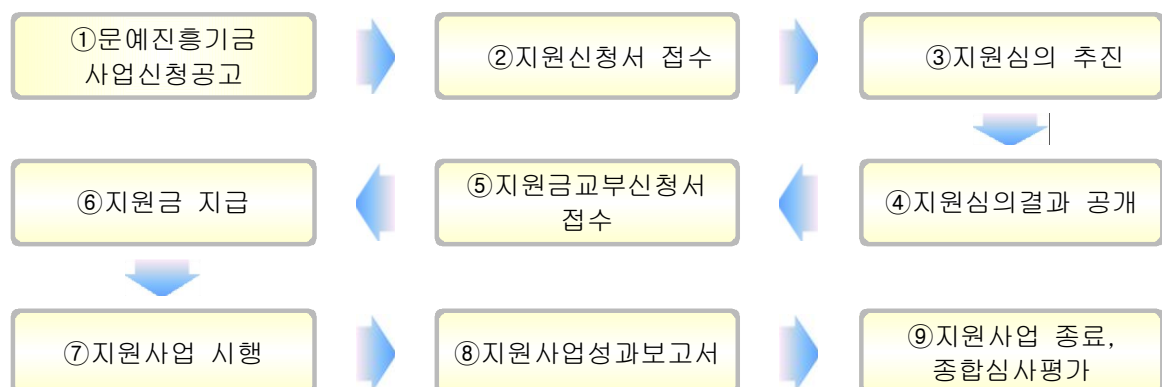 ①문예진흥기금
사업신청공고
②지원신청서 접수
③지원심의 추진
④지원심의결과 공개
⑤지원금교부신청서
접수
⑥지원금 지급
⑦지원사업 시행
⑧지원사업성과보고서
⑨지원사업 종료,
종합심사평가